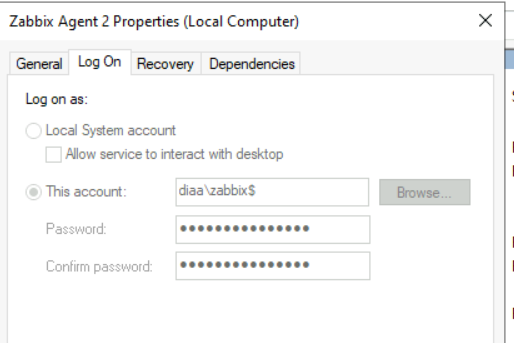 Zabbix Agent 2 Properties (Local Computer)
General Log On Recovery Dependencies
Log on as:
Local System account
Allow service to interact with desktop
This account: diaa\zabbix$ Browse...
Password: •••••••••••••••
Confirm password: •••••••••••••••